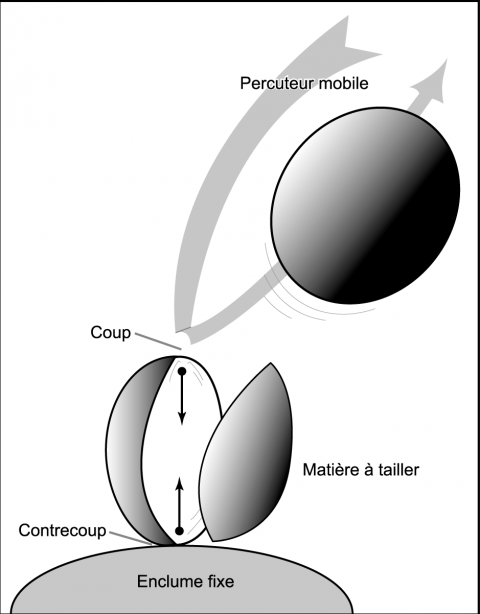 Percuteur mobile
Coup
Matière à tailler
Contrecoup
Enclume fixe